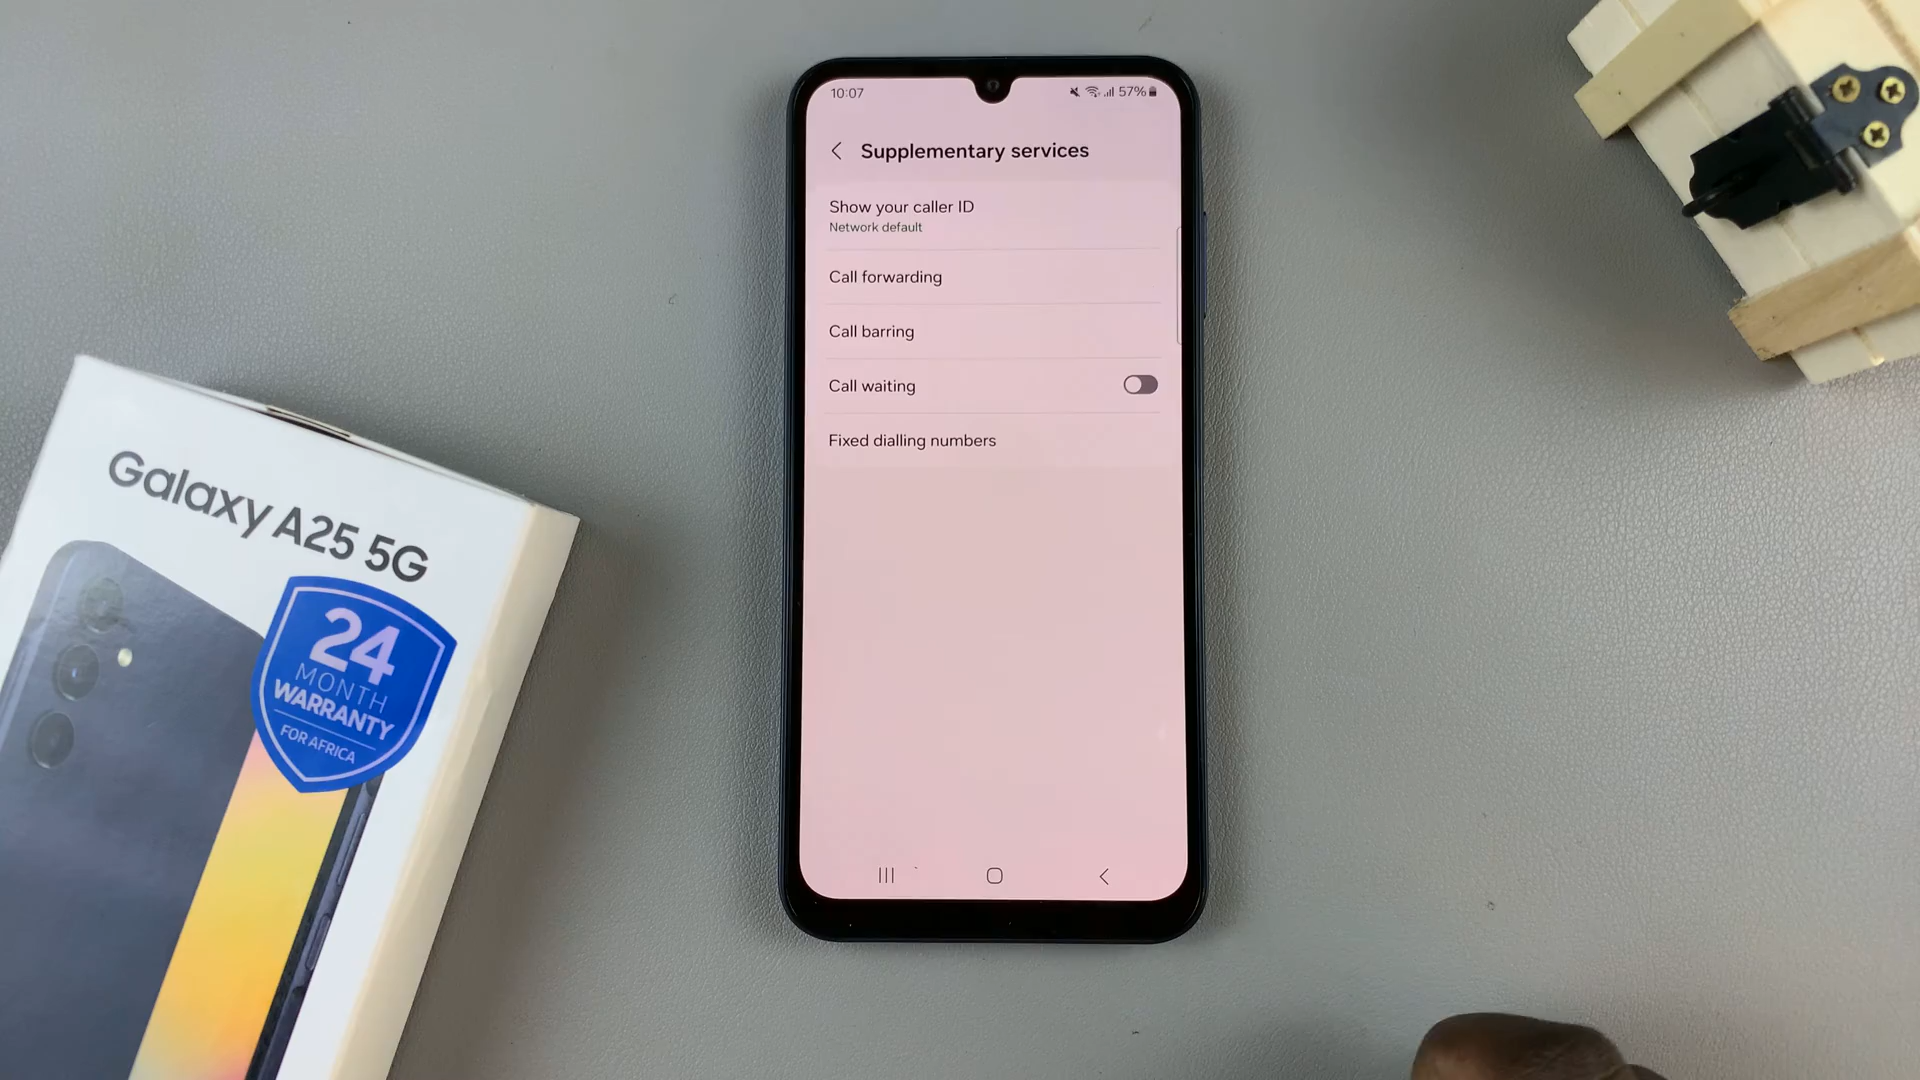 10:07
57%
Supplementary services
Show your caller ID
Network default
Call forwarding
Call barring
Call waiting
Fixed dialling numbers
Galaxy A25 5G
24
MONTH
WARRANTY
FOR AFRICA